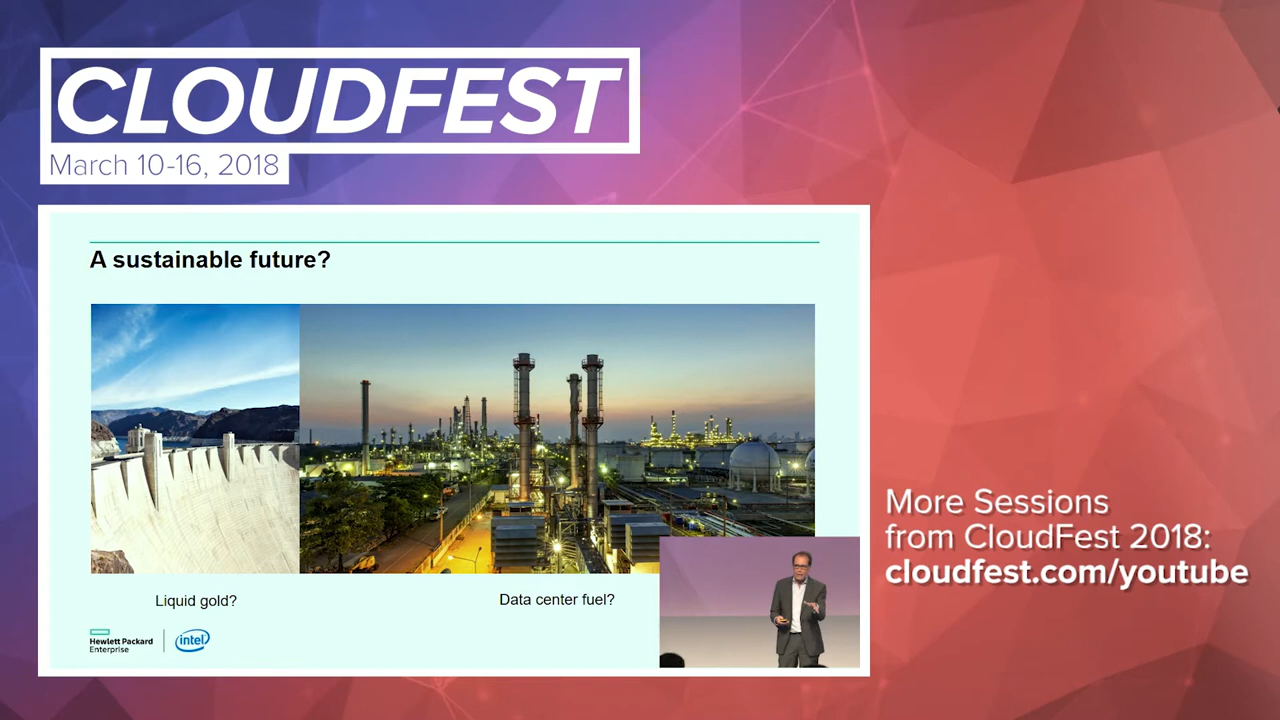 CLOUDFEST
March 10-16, 2018
A sustainable future?
Liquid gold?
Data center fuel?
Hewlett Packard
Enterprise
intel
More Sessions
from CloudFest 2018:
cloudfest.com/youtube